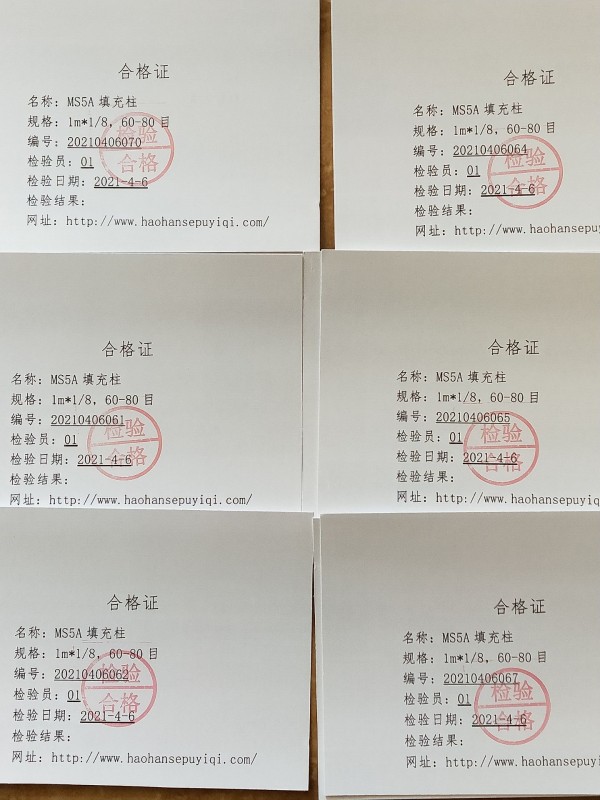 合格证
名称: MS5A 填充柱
规格: 1m*1/8, 60-80 目
编号: 20210406070
检验员: 01
检验日期: 2021-4-6
检验结果:
网址: http://www.haohansepuyiqi.com/
检验
合格
合格证
名称: MS5A 填充柱
规格: 1m*1/8, 60-80 目
编号: 20210406064
检验员: 01
检验日期: 2021-4-6
检验结果:
网址: http://www.haohansepuy
检验
合格
合格证
名称: MS5A 填充柱
规格: 1m*1/8, 60-80 目
编号: 20210406061
检验员: 01
检验日期: 2021-4-6
检验结果:
网址: http://www.haohansepuyiqi.com/
检验
合格
合格证
名称: MS5A 填充柱
规格: 1m*1/8, 60-80 目
编号: 20210406065
检验员: 01
检验日期: 2021-4-6
检验结果:
网址: http://www.haohansepuyiq
检验
合格
合格证
名称: MS5A 填充柱
规格: 1m*1/8, 60-80 目
编号: 20210406062
检验员: 01
检验日期: 2021-4-6
检验结果:
网址: http://www.haohansepuyiqi.com/
检验
合格
合格证
名称: MS5A 填充柱
规格: 1m*1/8, 60-80 目
编号: 20210406067
检验员: 01
检验日期: 2021-4-6
检验结果:
网址: http://www.haohansepuyi
检验
合格